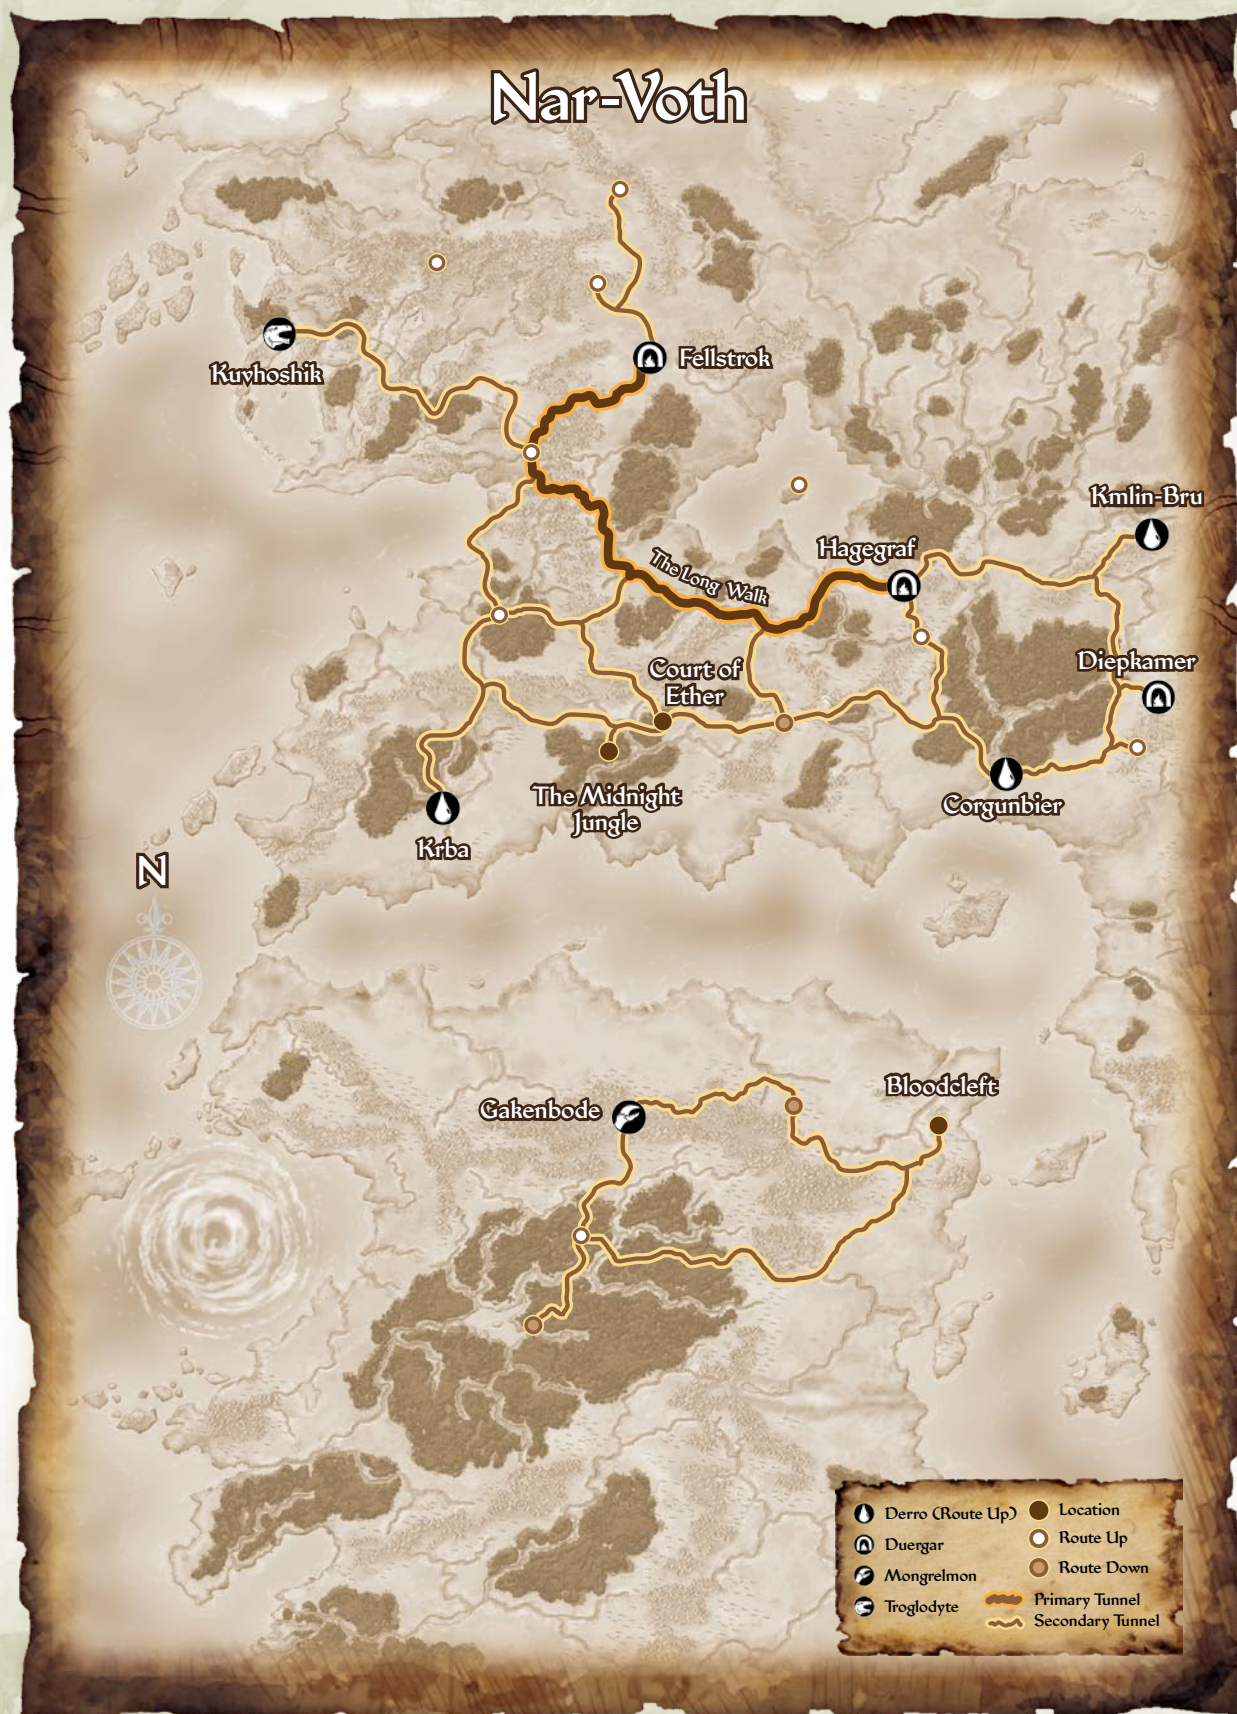 Nar-Voth
Kuvhoshik
Fellstrok
Kmlin-Bru
Hagegraf
The Long Walk
Diepkamer
Court of
Ether
The Midnight
Jungle
Corgunbier
Krba
N
Bloodcleft
Gakenbode
Derro (Route Up)
Duergar
Mongrelmon
Troglodyte
Location
Route Up
Route Down
Primary Tunnel
Secondary Tunnel